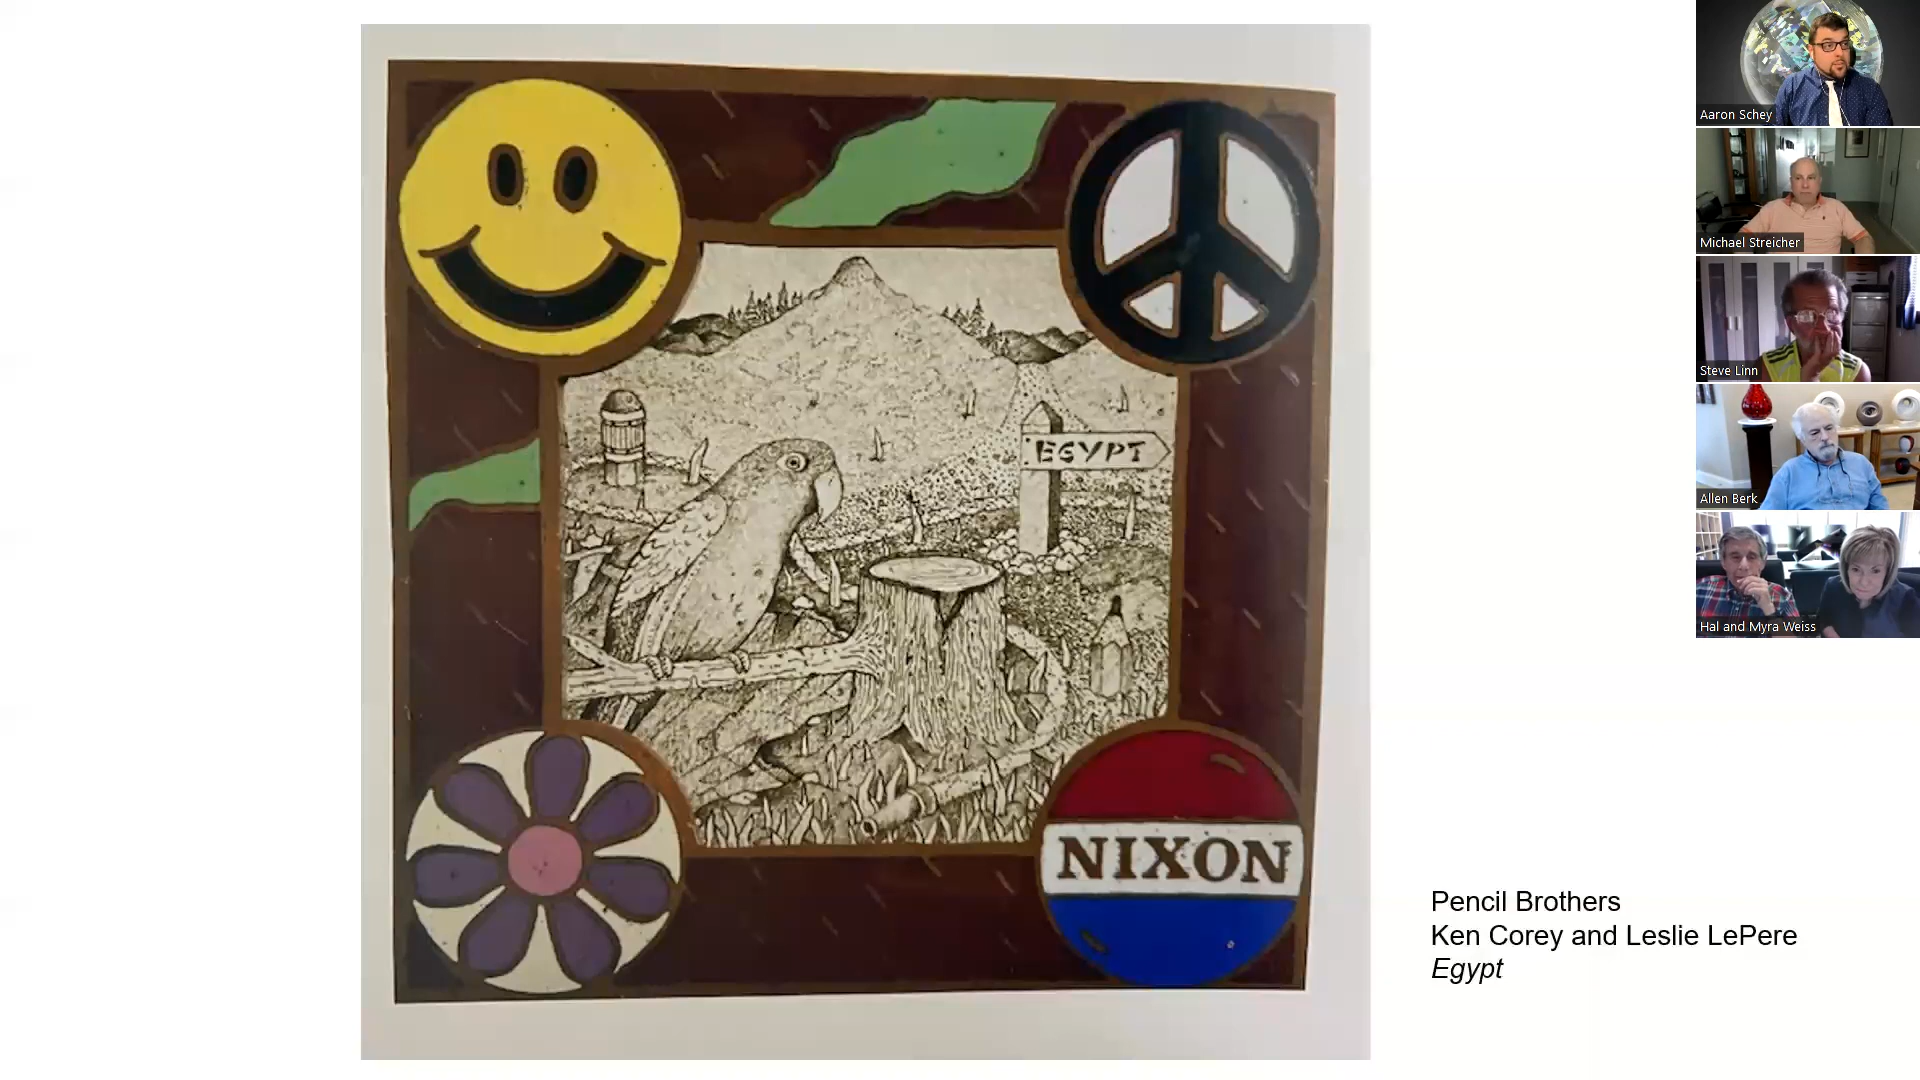 EGYPT
NIXON
Pencil Brothers
Ken Corey and Leslie LePere
Egypt
Aaron Schey
Michael Streicher
Steve Linn
Allen Berk
Hal and Myra Weiss